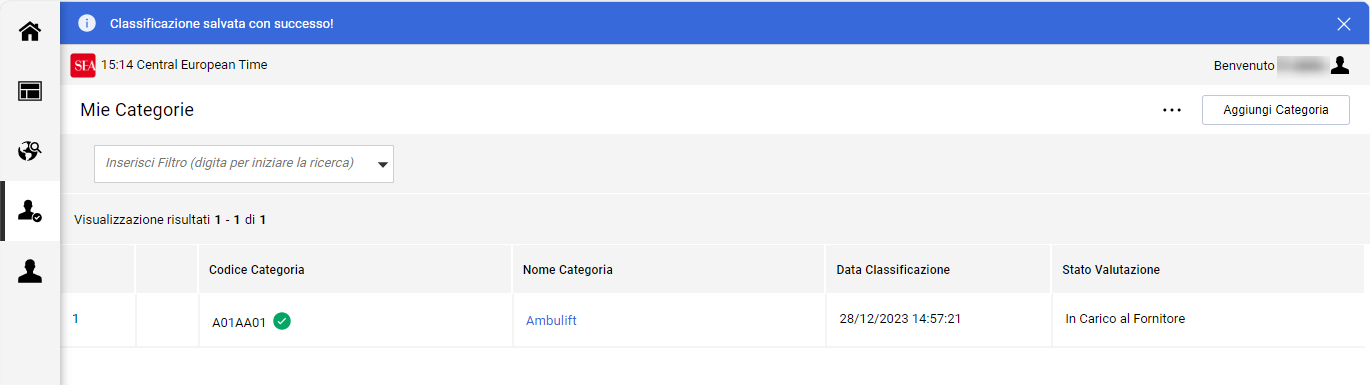 Classificazione salvata con successo!
SEA 15:14 Central European Time
Benvenuto
Mie Categorie
Aggiungi Categoria
Inserisci Filtro (digita per iniziare la ricerca)
Visualizzazione risultati 1 - 1 di 1
Codice Categoria Nome Categoria Data Classificazione Stato Valutazione
1 A01AA01 Ambulift 28/12/2023 14:57:21 In Carico al Fornitore